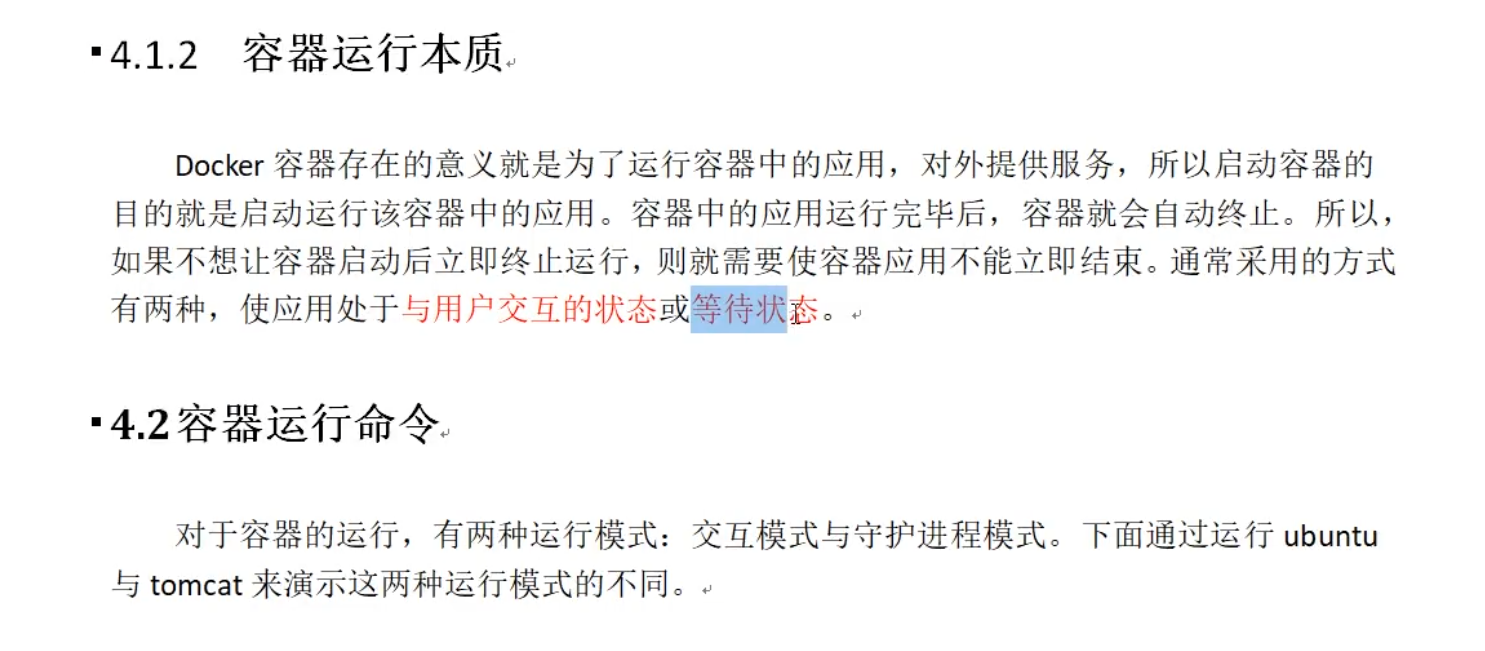 ▪4.1.2 容器运行本质
Docker 容器存在的意义就是为了运行容器中的应用，对外提供服务，所以启动容器的
目的就是启动运行该容器中的应用。容器中的应用运行完毕后，容器就会自动终止。所以，
如果不想让容器启动后立即终止运行，则就需要使容器应用不能立即结束。通常采用的方式
有两种，使应用处于与用户交互的状态或等待状态。
▪4.2 容器运行命令
对于容器的运行，有两种运行模式：交互模式与守护进程模式。下面通过运行 ubuntu
与 tomcat 来演示这两种运行模式的不同。